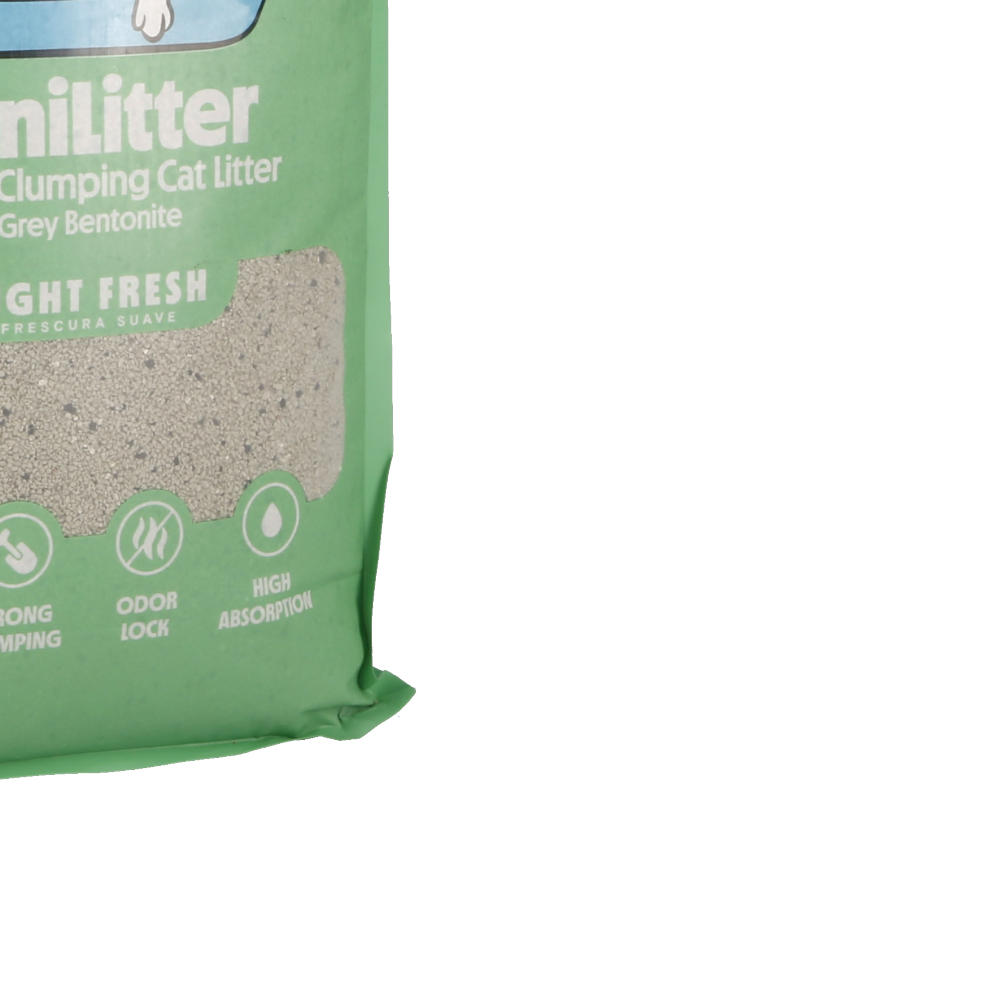 niLitter
Clumping Cat Litter
Grey Bentonite
GHT FRESH
FRESCURA SUAVE
RONG
MPING
ODOR
LOCK
HIGH
ABSORPTION